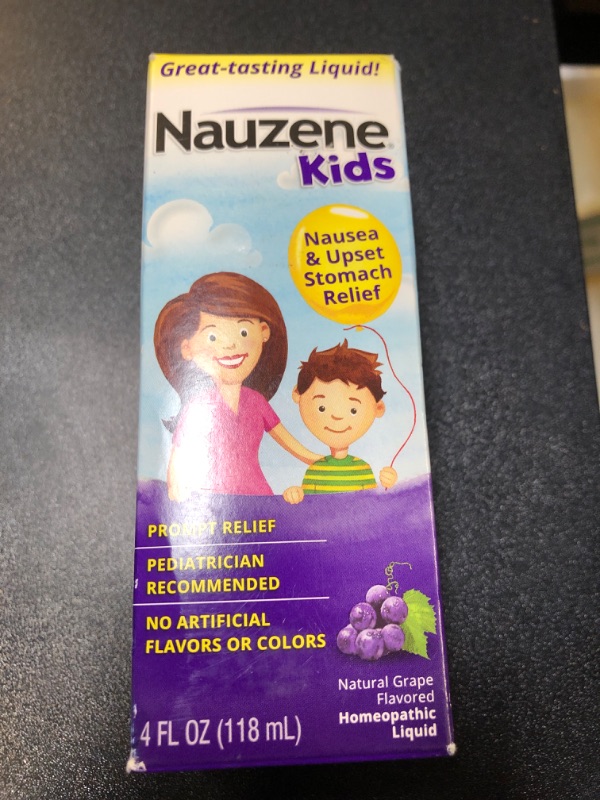 Great-tasting Liquid!
Nauzene®
Kids
Nausea
& Upset
Stomach
Relief
PROMPT RELIEF
PEDIATRICIAN
RECOMMENDED
NO ARTIFICIAL
FLAVORS OR COLORS
Natural Grape
Flavored
Homeopathic
Liquid
4 FL OZ (118 mL)